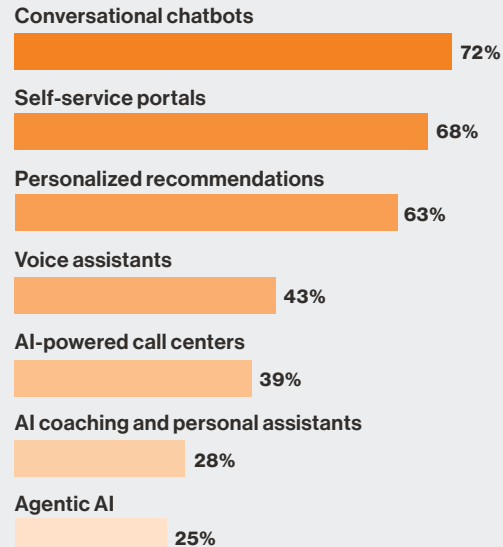 Conversational chatbots
72%
Self-service portals
68%
Personalized recommendations
63%
Voice assistants
43%
AI-powered call centers
39%
AI coaching and personal assistants
28%
Agentic AI
25%